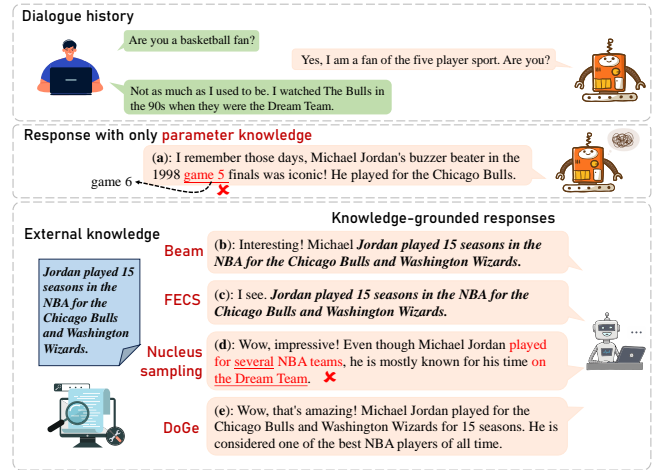 Dialogue history
Are you a basketball fan?
Yes, I am a fan of the five player sport. Are you?
Not as much as I used to be. I watched The Bulls in
the 90s when they were the Dream Team.
Response with only parameter knowledge
(a): I remember those days, Michael Jordan's buzzer beater in the
1998 game 5 finals was iconic! He played for the Chicago Bulls.
game 6
Knowledge-grounded responses
External knowledge
Jordan played 15
seasons in the
NBA for the
Chicago Bulls
and Washington
Wizards.
Beam
(b): Interesting! Michael Jordan played 15 seasons in the
NBA for the Chicago Bulls and Washington Wizards.
FECS
(c): I see. Jordan played 15 seasons in the NBA for the
Chicago Bulls and Washington Wizards.
Nucleus
sampling
(d): Wow, impressive! Even though Michael Jordan played
for several NBA teams, he is mostly known for his time on
the Dream Team.
DoGe
(e): Wow, that's amazing! Michael Jordan played for the
Chicago Bulls and Washington Wizards for 15 seasons. He is
considered one of the best NBA players of all time.
...